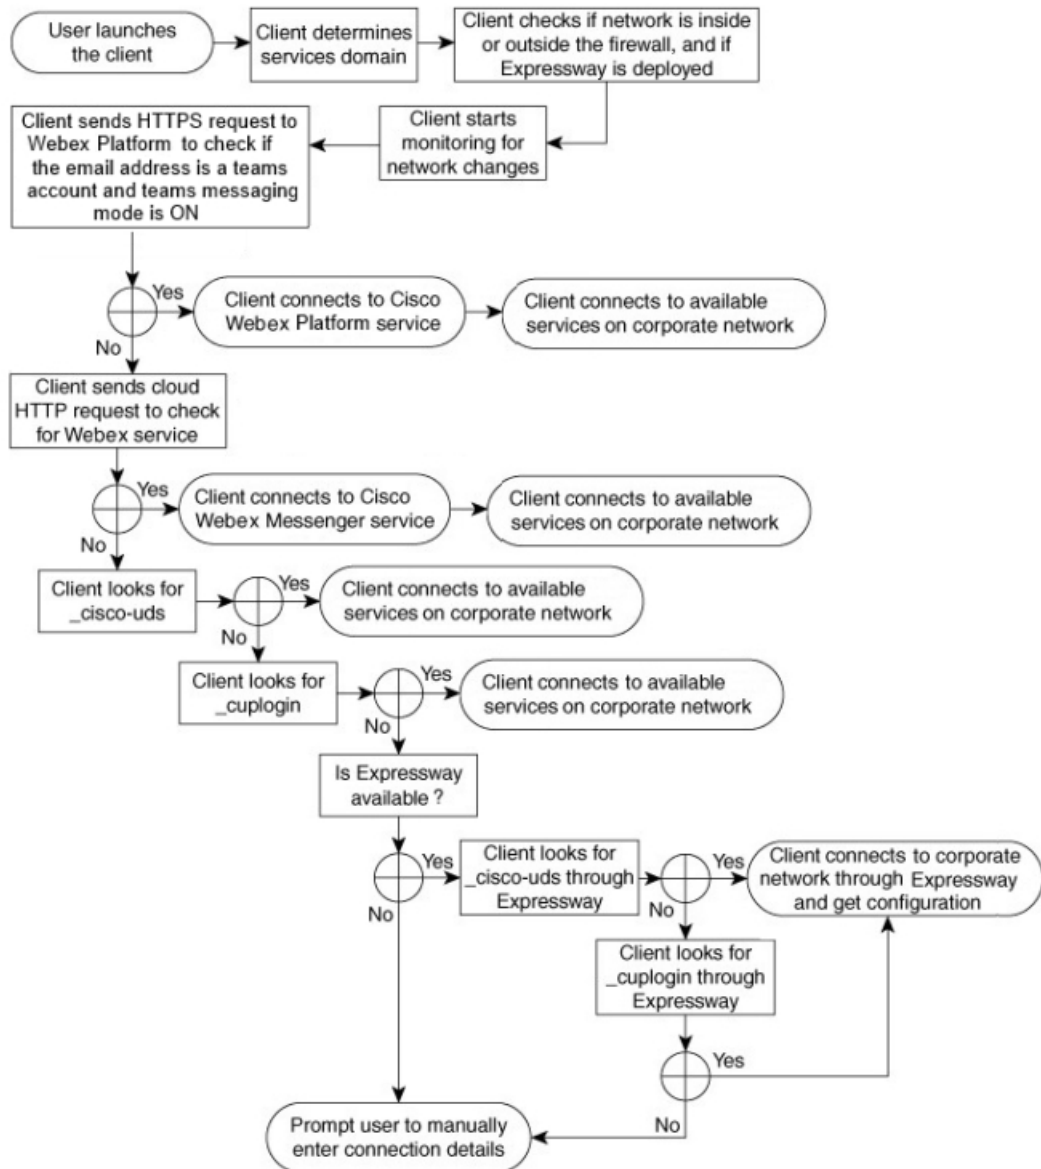 User launches
the client
Client determines
services domain
Client checks if network is inside
or outside the firewall, and if
Expressway is deployed
Client starts
monitoring for
network changes
Client sends HTTPS request to
Webex Platform to check if
the email address is a teams
account and teams messaging
mode is ON
Yes
Client connects to Cisco
Webex Platform service
Client connects to available
services on corporate network
No
Client sends cloud
HTTP request to check
for Webex service
Yes
Client connects to Cisco
Webex Messenger service
Client connects to available
services on corporate network
No
Client looks for
_cisco-uds
Yes
Client connects to available
services on corporate network
No
Client looks for
_cuplogin
Yes
Client connects to available
services on corporate network
No
Is Expressway
available ?
Yes
Client looks for
_cisco-uds through
Expressway
Yes
Client connects to corporate
network through Expressway
and get configuration
No
No
Client looks for
_cuplogin through
Expressway
Yes
No
Prompt user to manually
enter connection details